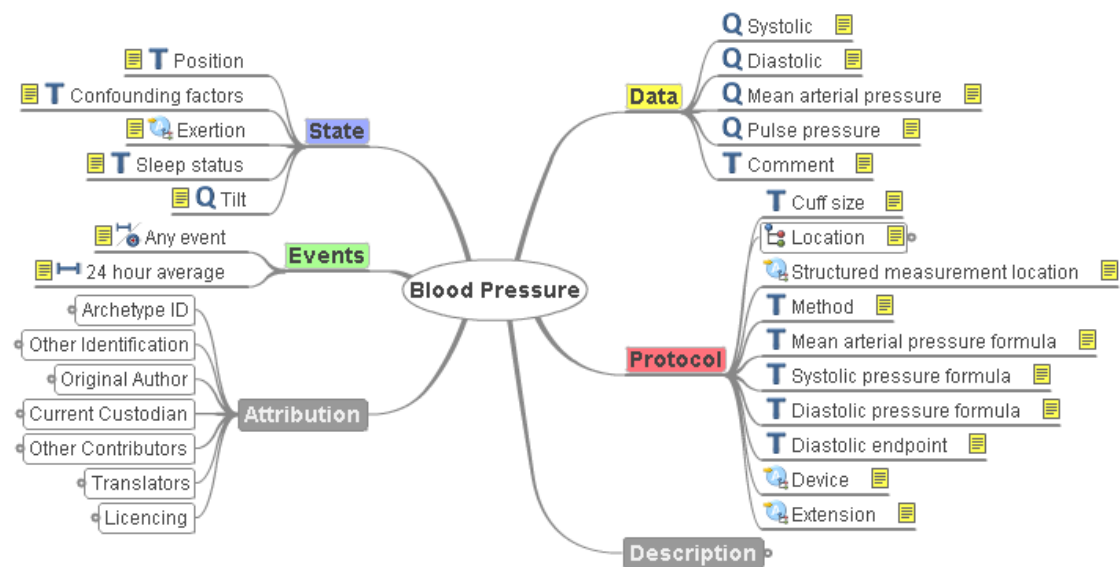 Blood Pressure
Data
Q Systolic
Q Diastolic
Q Mean arterial pressure
Q Pulse pressure
T Comment
Protocol
T Cuff size
Location
Structured measurement location
T Method
T Mean arterial pressure formula
T Systolic pressure formula
T Diastolic pressure formula
T Diastolic endpoint
Device
Extension
Description
State
T Position
T Confounding factors
Exertion
T Sleep status
Q Tilt
Events
Any event
24 hour average
Attribution
Archetype ID
Other Identification
Original Author
Current Custodian
Other Contributors
Translators
Licencing